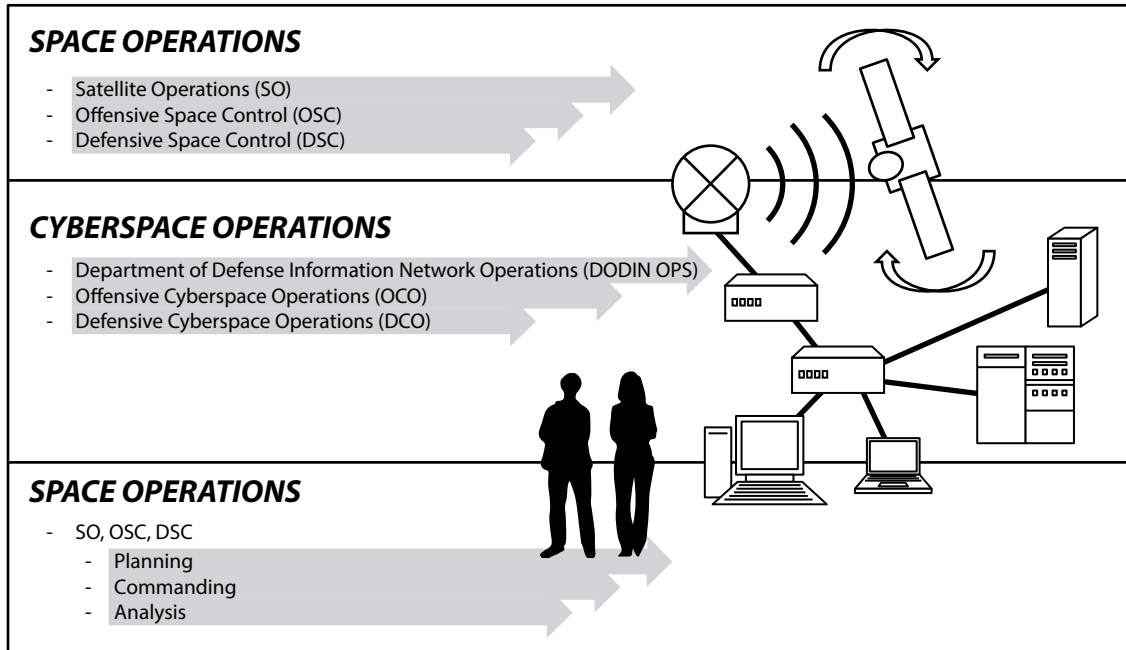 SPACE OPERATIONS
- Satellite Operations (SO)
- Offensive Space Control (OSC)
- Defensive Space Control (DSC)
CYBERSPACE OPERATIONS
- Department of Defense Information Network Operations (DODIN OPS)
- Offensive Cyberspace Operations (OCO)
- Defensive Cyberspace Operations (DCO)
SPACE OPERATIONS
- SO, OSC, DSC
- Planning
- Commanding
- Analysis